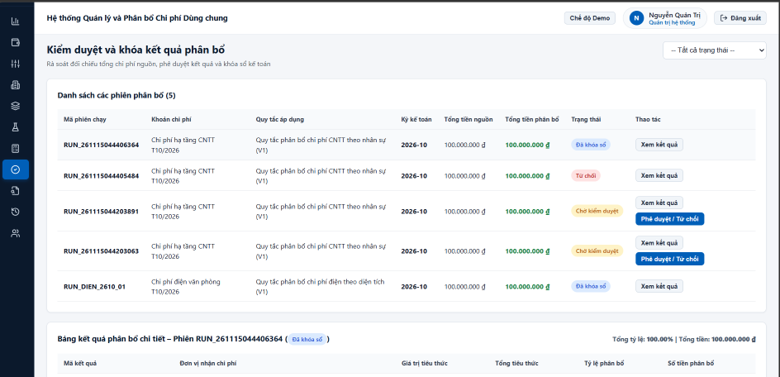 Hệ thống Quản lý và Phân bổ Chi phí Dùng chung
Chế độ Demo
N
Nguyễn Quản Trị
Quản trị hệ thống
Đăng xuất
Kiểm duyệt và khóa kết quả phân bổ
Rà soát đối chiếu tổng chi phí nguồn, phê duyệt kết quả và khóa sổ kế toán
-- Tất cả trạng thái --
Danh sách các phiên phân bổ (5)
Mã phiên chạy Khoản chi phí Quy tắc áp dụng Kỳ kế toán Tổng tiền nguồn Tổng tiền phân bổ Trạng thái Thao tác
RUN_261115044406364 Chi phí hạ tầng CNTT T10/2026 Quy tắc phân bổ chi phí CNTT theo nhân sự (V1) 2026-10 100.000.000 ₫ 100.000.000 ₫ Đã khóa sổ Xem kết quả
RUN_261115044405484 Chi phí hạ tầng CNTT T10/2026 Quy tắc phân bổ chi phí CNTT theo nhân sự (V1) 2026-10 100.000.000 ₫ 100.000.000 ₫ Từ chối Xem kết quả
RUN_261115044203891 Chi phí hạ tầng CNTT T10/2026 Quy tắc phân bổ chi phí CNTT theo nhân sự (V1) 2026-10 100.000.000 ₫ 100.000.000 ₫ Chờ kiểm duyệt Xem kết quả
Phê duyệt / Từ chối
RUN_261115044203063 Chi phí hạ tầng CNTT T10/2026 Quy tắc phân bổ chi phí CNTT theo nhân sự (V1) 2026-10 100.000.000 ₫ 100.000.000 ₫ Chờ kiểm duyệt Xem kết quả
Phê duyệt / Từ chối
RUN_DIEN_2610_01 Chi phí điện văn phòng T10/2026 Quy tắc phân bổ chi phí điện theo diện tích (V1) 2026-10 100.000.000 ₫ 100.000.000 ₫ Đã khóa sổ Xem kết quả
Bảng kết quả phân bổ chi tiết – Phiên RUN_261115044406364 (Đã khóa sổ)
Tổng tỷ lệ: 100.00% | Tổng tiền: 100.000.000 ₫
Mã kết quả Đơn vị nhận chi phí Giá trị tiêu thức Tổng tiêu thức Tỷ lệ phân bổ Số tiền phân bổ